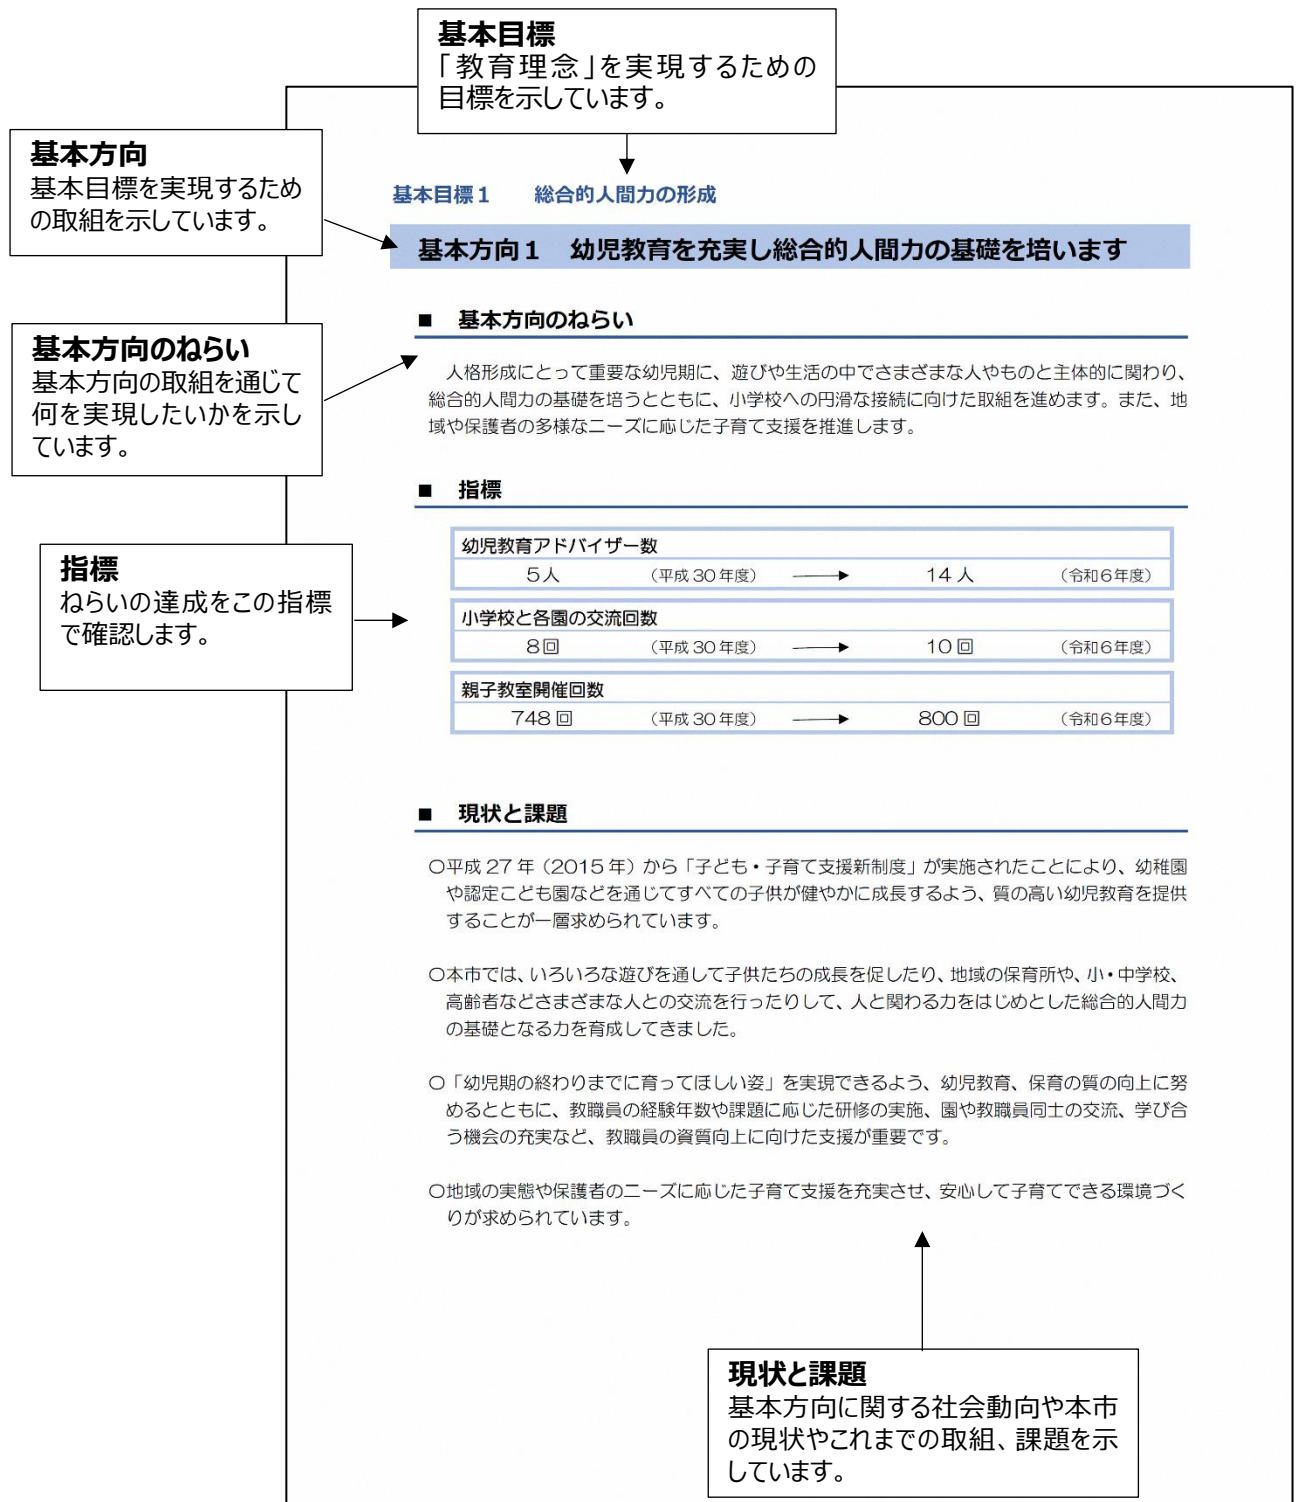 基本目標
「教育理念」を実現するための
目標を示しています。
基本方向
基本目標を実現するため
の取組を示しています。
基本目標1　総合的人間力の形成
基本方向1　幼児教育を充実し総合的人間力の基礎を培います
基本方向のねらい
基本方向の取組を通じて
何を実現したいかを示し
ています。
■　基本方向のねらい
人格形成にとって重要な幼児期に、遊びや生活の中でさまざまな人やものと主体的に関わり、
総合的人間力の基礎を培うとともに、小学校への円滑な接続に向けた取組を進めます。また、地
域や保護者の多様なニーズに応じた子育て支援を推進します。
■　指標
指標
ねらいの達成をこの指標
で確認します。
幼児教育アドバイザー数
5人　（平成30年度）　→　14人　（令和6年度）
小学校と各園の交流回数
8回　（平成30年度）　→　10回　（令和6年度）
親子教室開催回数
748回　（平成30年度）　→　800回　（令和6年度）
■　現状と課題
○平成27年（2015年）から「子ども・子育て支援新制度」が実施されたことにより、幼稚園
や認定こども園などを通じてすべての子供が健やかに成長するよう、質の高い幼児教育を提供
することが一層求められています。
○本市では、いろいろな遊びを通して子供たちの成長を促したり、地域の保育所や、小・中学校、
高齢者などさまざまな人との交流を行ったりして、人と関わる力をはじめとした総合的人間力
の基礎となる力を育成してきました。
○「幼児期の終わりまでに育ってほしい姿」を実現できるよう、幼児教育、保育の質の向上に努
めるとともに、教職員の経験年数や課題に応じた研修の実施、園や教職員同士の交流、学び合
う機会の充実など、教職員の資質向上に向けた支援が重要です。
○地域の実態や保護者のニーズに応じた子育て支援を充実させ、安心して子育てできる環境づく
りが求められています。
現状と課題
基本方向に関する社会動向や本市
の現状やこれまでの取組、課題を示
しています。